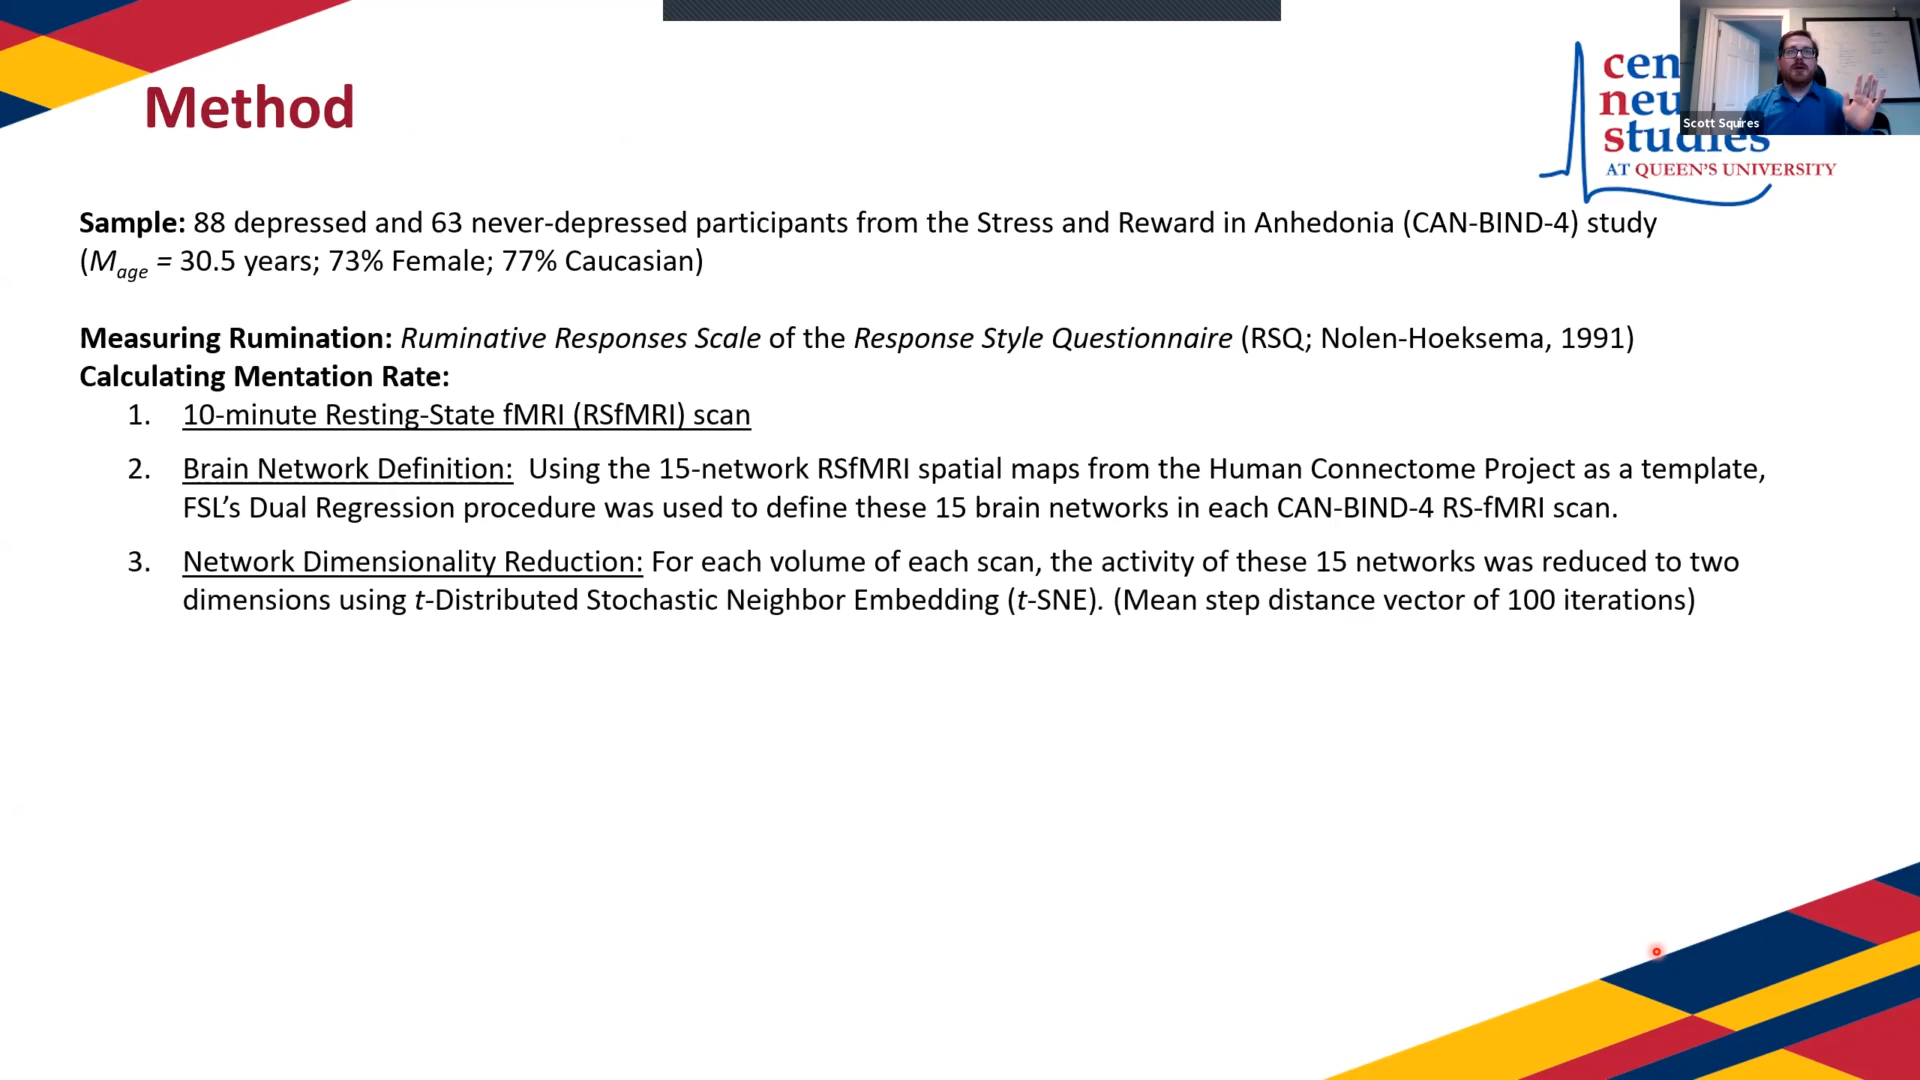 Method
cen
neu
studies
AT QUEEN'S UNIVERSITY
Scott Squires
Sample: 88 depressed and 63 never-depressed participants from the Stress and Reward in Anhedonia (CAN-BIND-4) study
(Mage = 30.5 years; 73% Female; 77% Caucasian)
Measuring Rumination: Ruminative Responses Scale of the Response Style Questionnaire (RSQ; Nolen-Hoeksema, 1991)
Calculating Mentation Rate:
1. 10-minute Resting-State fMRI (RSfMRI) scan
2. Brain Network Definition: Using the 15-network RSfMRI spatial maps from the Human Connectome Project as a template,
FSL's Dual Regression procedure was used to define these 15 brain networks in each CAN-BIND-4 RS-fMRI scan.
3. Network Dimensionality Reduction: For each volume of each scan, the activity of these 15 networks was reduced to two
dimensions using t-Distributed Stochastic Neighbor Embedding (t-SNE). (Mean step distance vector of 100 iterations)